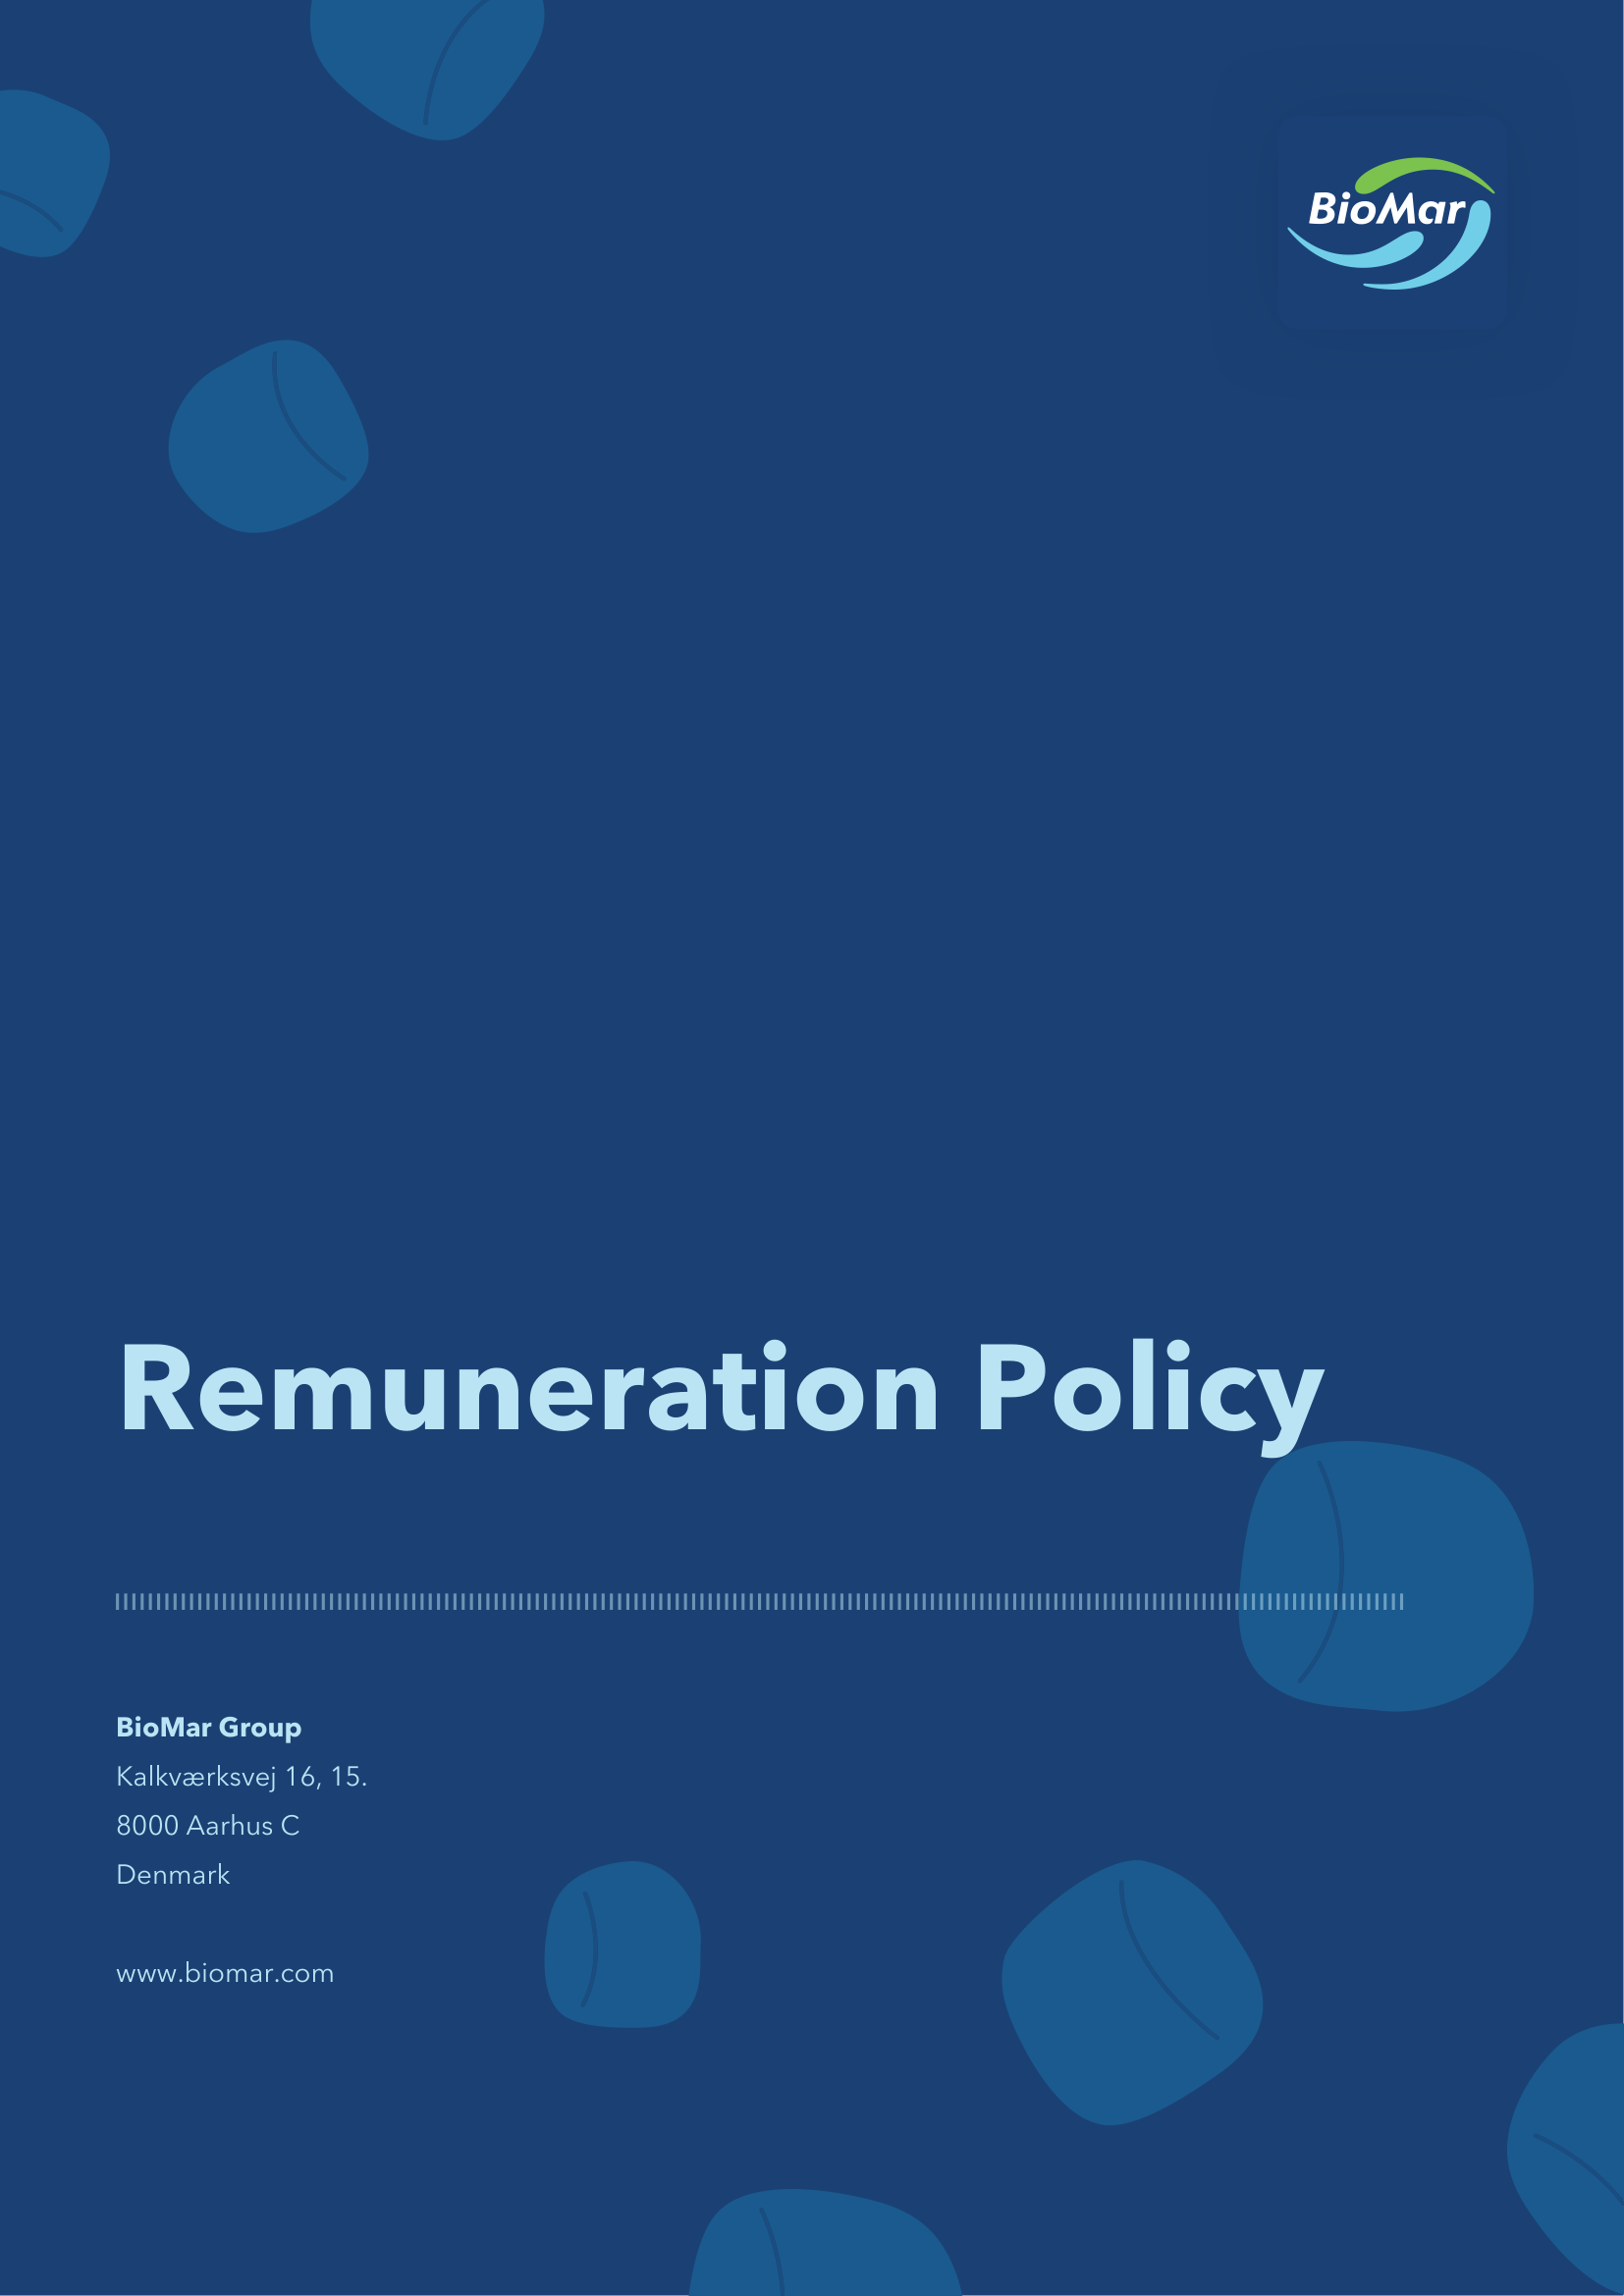 BioMar
Remuneration Policy
BioMar Group
Kalkværksvej 16, 15.
8000 Aarhus C
Denmark
www.biomar.com